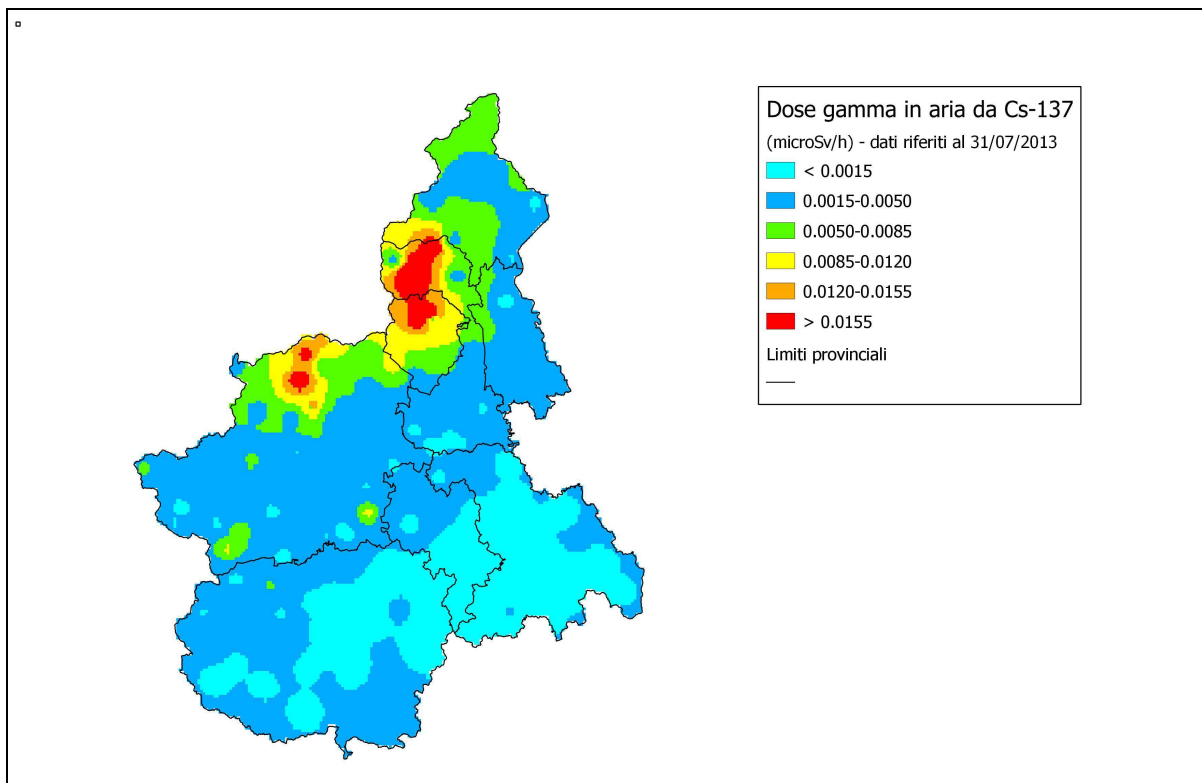 Dose gamma in aria da Cs-137
(microSv/h) - dati riferiti al 31/07/2013
< 0.0015
0.0015-0.0050
0.0050-0.0085
0.0085-0.0120
0.0120-0.0155
> 0.0155
Limiti provinciali